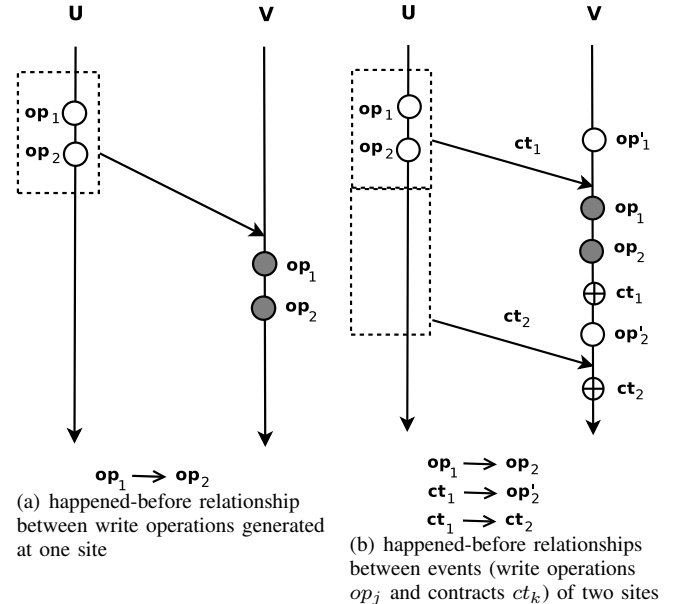 U V
op1
op2
op1
op2
op1 → op2
(a) happened-before relationship
between write operations generated
at one site
U V
op1
op2
ct1
op'1
op1
op2
ct1
ct2
op'2
ct2
op1 → op2
ct1 → op'2
ct1 → ct2
(b) happened-before relationships
between events (write operations
opj and contracts ctk) of two sites